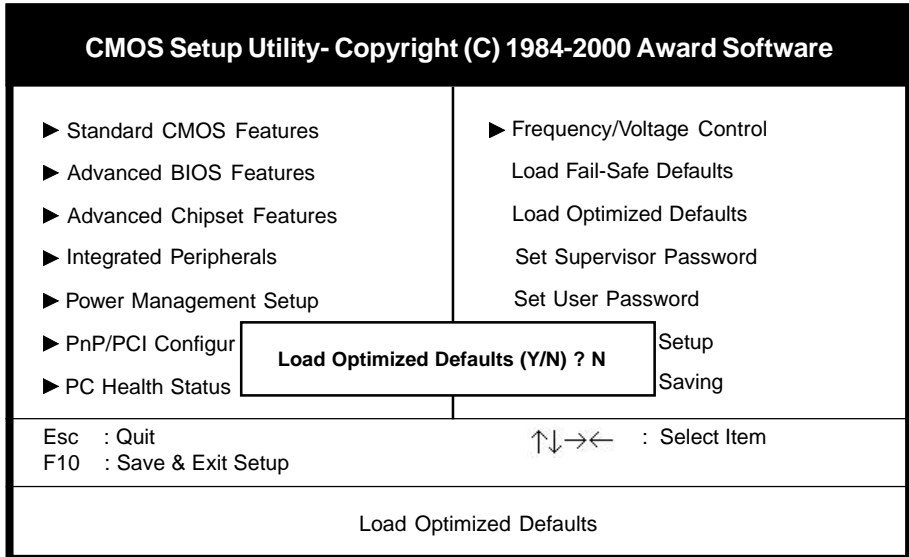 CMOS Setup Utility- Copyright (C) 1984-2000 Award Software
▶ Standard CMOS Features
▶ Advanced BIOS Features
▶ Advanced Chipset Features
▶ Integrated Peripherals
▶ Power Management Setup
▶ PnP/PCI Configur
▶ PC Health Status
▶ Frequency/Voltage Control
Load Fail-Safe Defaults
Load Optimized Defaults
Set Supervisor Password
Set User Password
Setup
Saving
Load Optimized Defaults (Y/N) ? N
Esc : Quit
F10 : Save & Exit Setup
↑↓→← : Select Item
Load Optimized Defaults